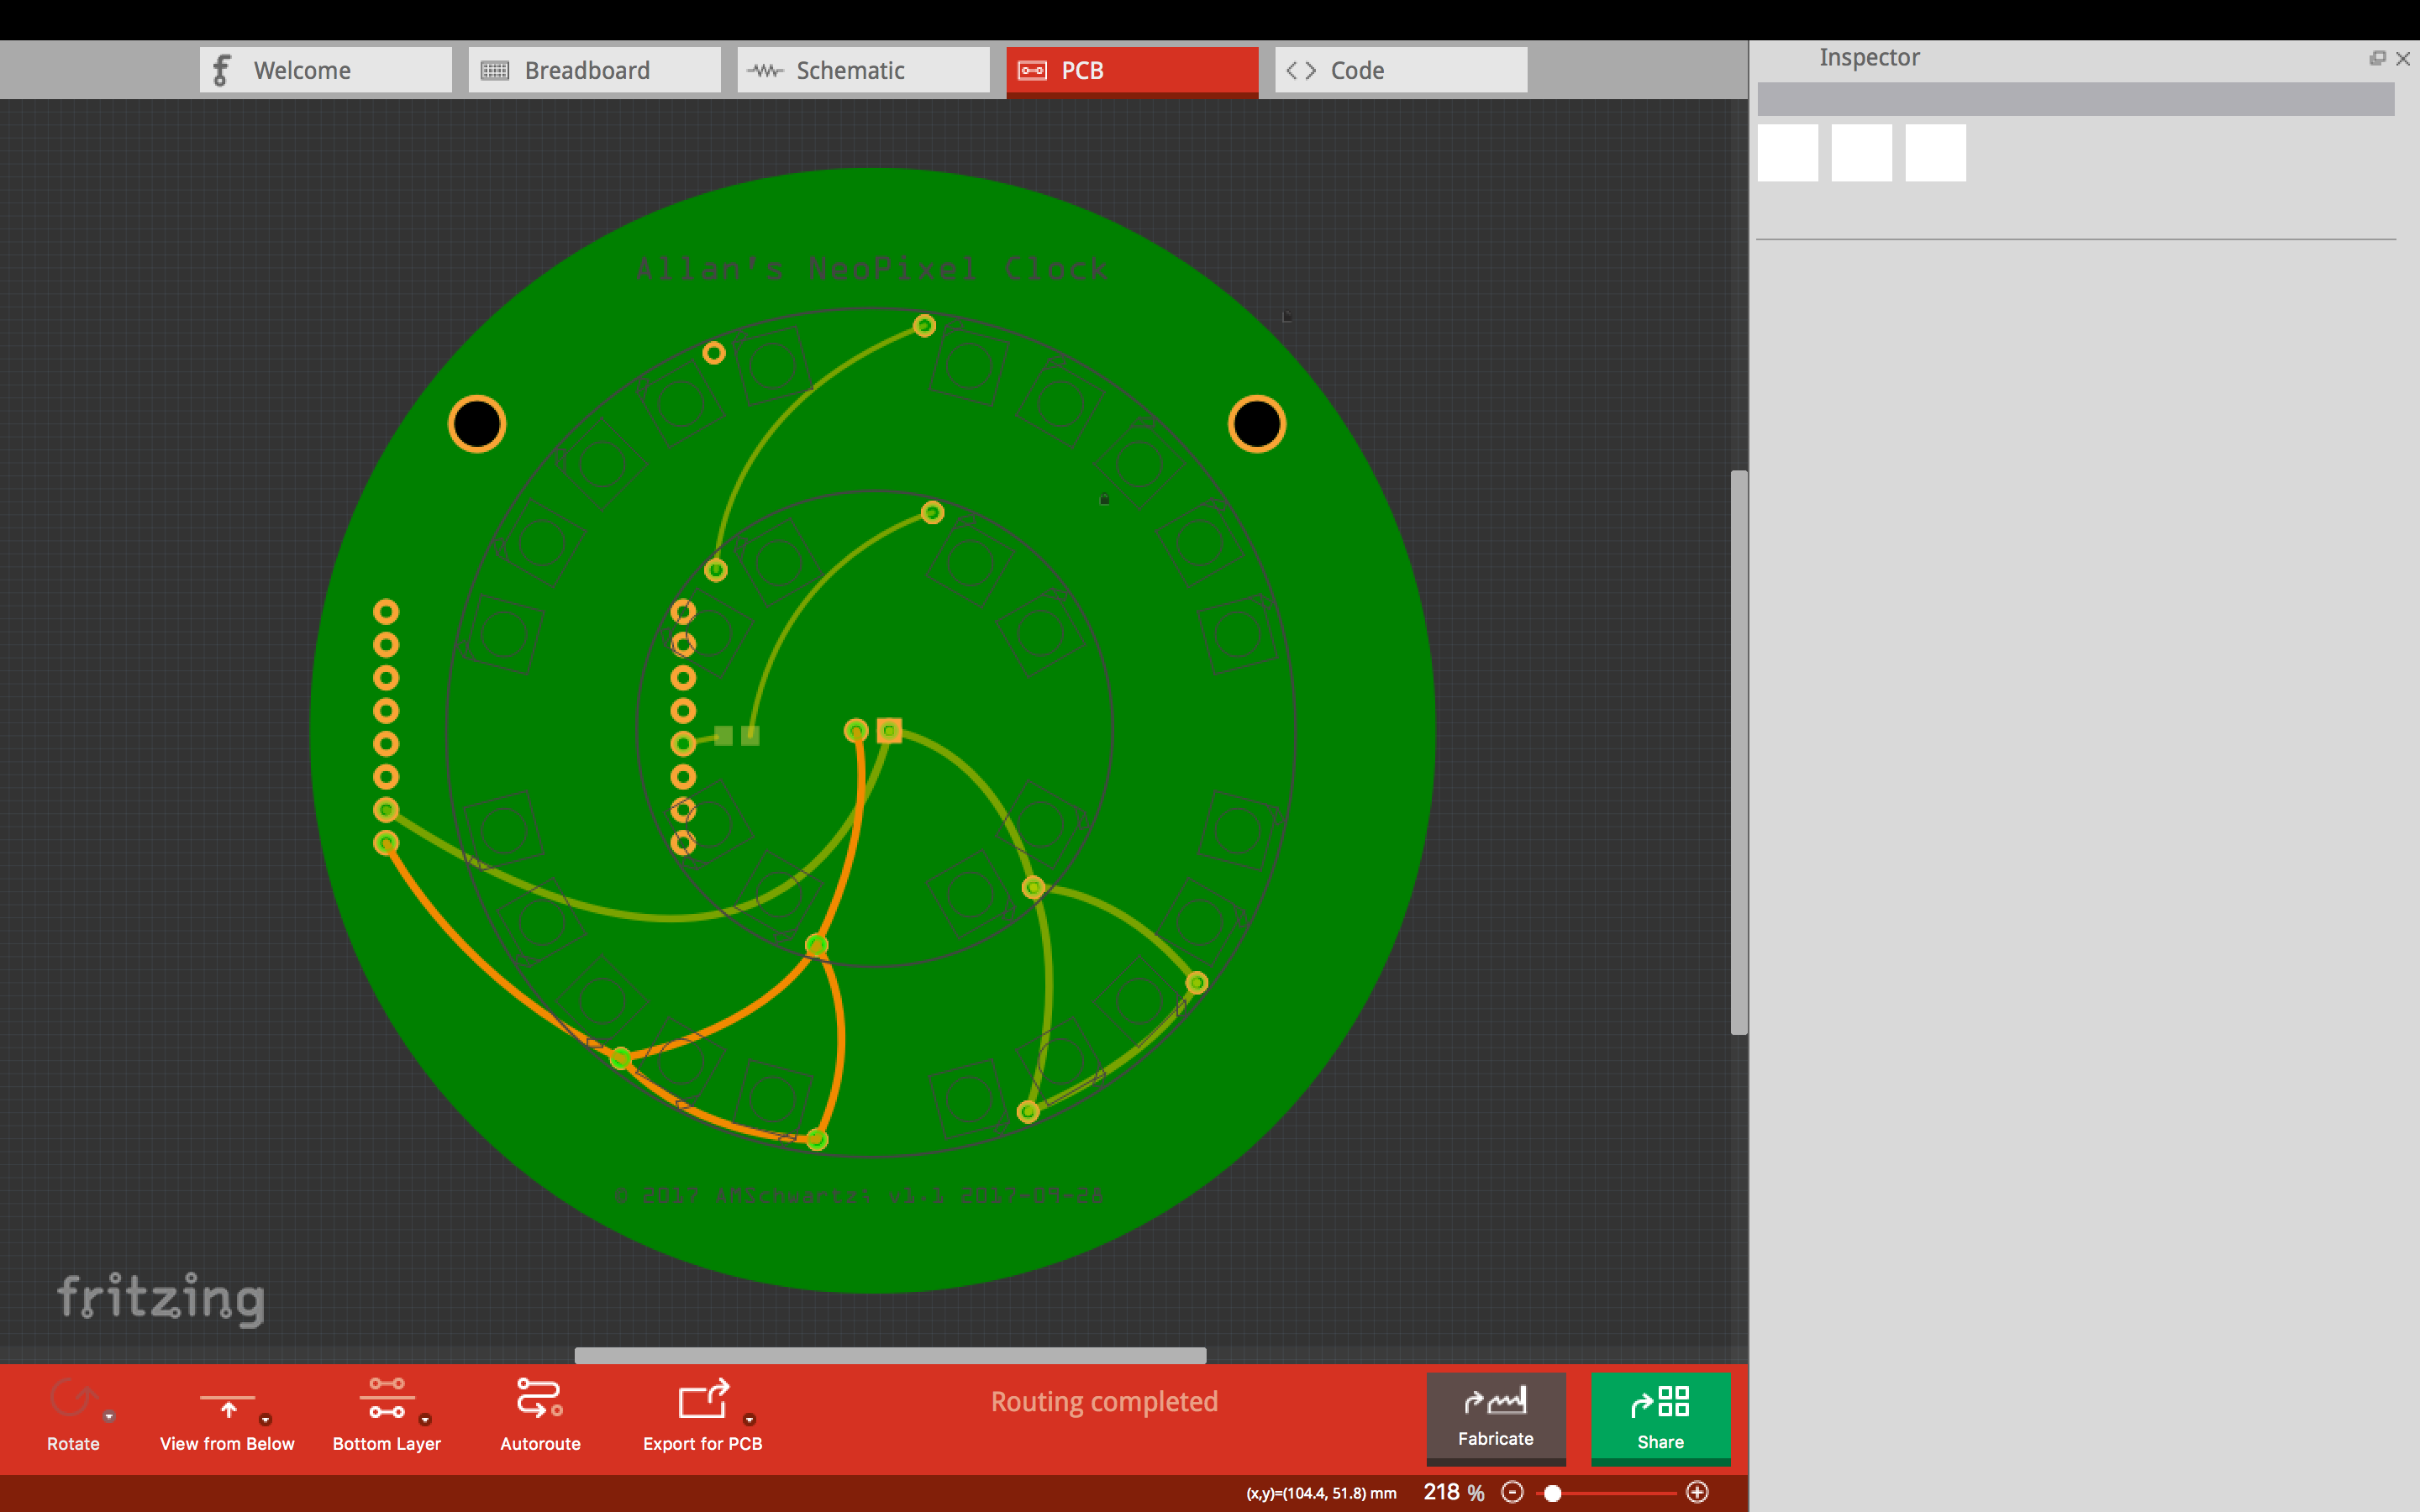 Inspector
Welcome
Breadboard
Schematic
PCB
Code
Allan's NeoPixel Clock
© 2017 AMSchwartzi v1.1 2017-09-28
fritzing
Rotate
View from Below
Bottom Layer
Autoroute
Export for PCB
Routing completed
Fabricate
Share
(x,y)=(104.4, 51.8) mm
218 %